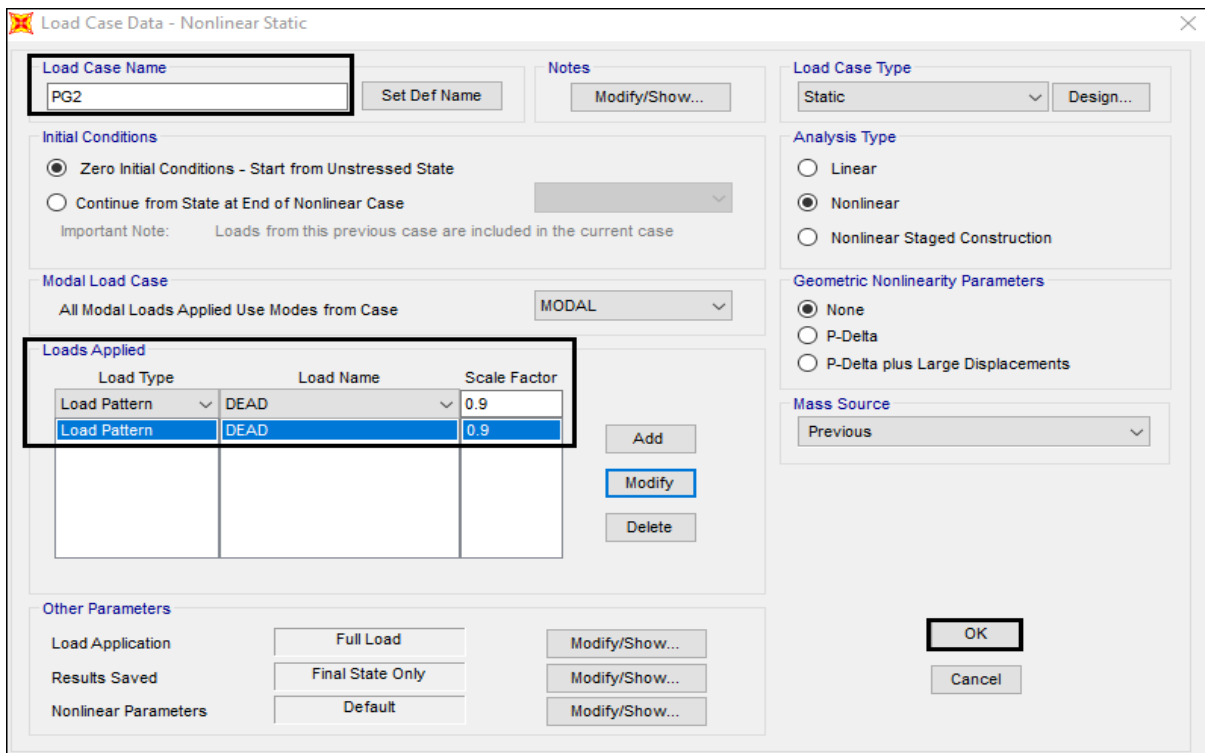 Load Case Data - Nonlinear Static
Load Case Name
PG2
Set Def Name
Notes
Modify/Show...
Load Case Type
Static
Design...
Initial Conditions
Zero Initial Conditions - Start from Unstressed State
Continue from State at End of Nonlinear Case
Important Note: Loads from this previous case are included in the current case
Analysis Type
Linear
Nonlinear
Nonlinear Staged Construction
Modal Load Case
All Modal Loads Applied Use Modes from Case
MODAL
Geometric Nonlinearity Parameters
None
P-Delta
P-Delta plus Large Displacements
Loads Applied
Load Type Load Name Scale Factor
Load Pattern DEAD 0.9
Load Pattern DEAD 0.9
Add
Modify
Delete
Mass Source
Previous
Other Parameters
Load Application Full Load Modify/Show...
Results Saved Final State Only Modify/Show...
Nonlinear Parameters Default Modify/Show...
OK
Cancel